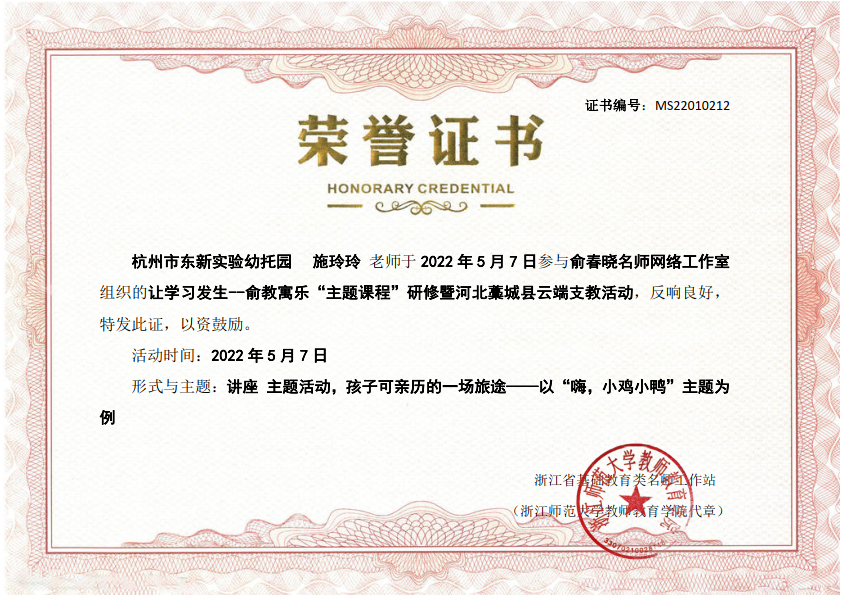 证书编号：MS22010212
荣誉证书
HONORARY CREDENTIAL
杭州市东新实验幼托园 施玲玲 老师于 2022 年 5 月 7 日参与俞春晓名师网络工作室
组织的让学习发生--俞教寓乐“主题课程”研修暨河北藁城县云端支教活动，反响良好，
特发此证，以资鼓励。
活动时间：2022 年 5 月 7 日
形式与主题：讲座 主题活动，孩子可亲历的一场旅途——以“嗨，小鸡小鸭”主题为
例
浙江省基础教育类名师工作站
（浙江师范大学教师教育学院代章）
浙江师范大学教师教育学院